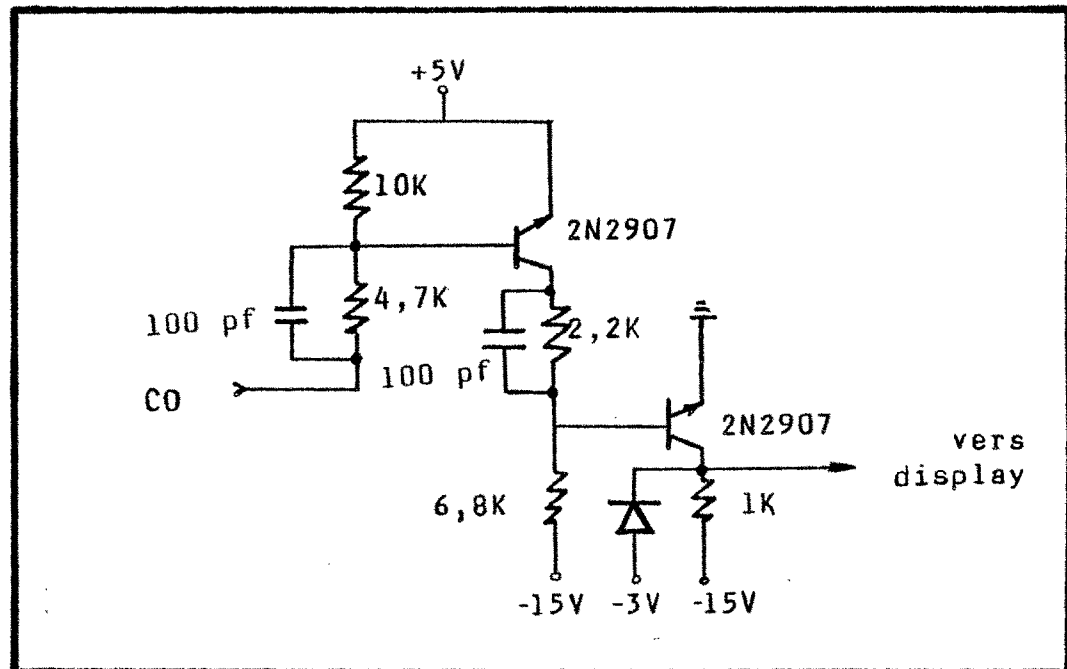 +5V
10K
2N2907
4,7K
100 pf
2,2K
100 pf
CO
2N2907
vers
display
6,8K
1K
-15V
-3V
-15V